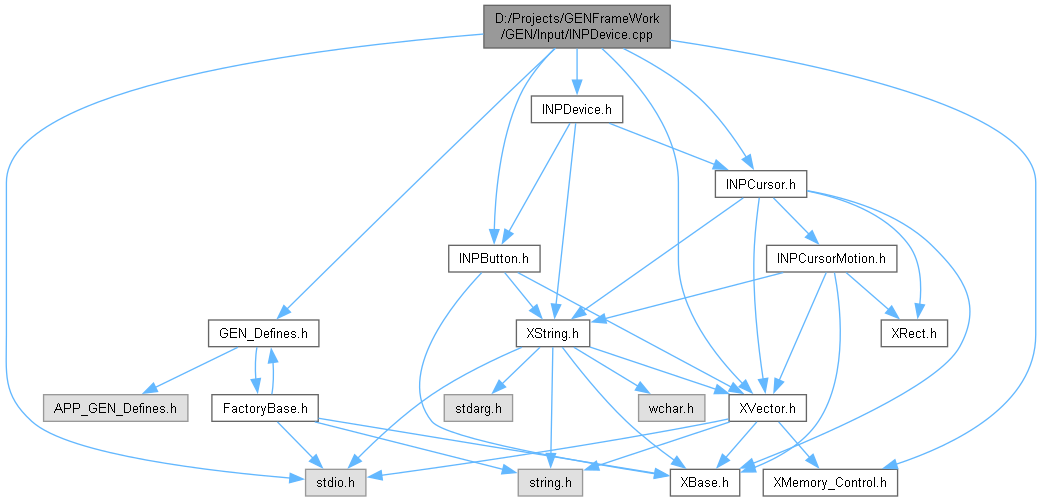 D:/Projects/GENFrameWork
/GEN/Input/INPDevice.cpp
INPDevice.h
INPCursor.h
INPButton.h
INPCursorMotion.h
GEN_Defines.h
XString.h
XRect.h
APP_GEN_Defines.h
FactoryBase.h
stdarg.h
wchar.h
XVector.h
stdio.h
string.h
XBase.h
XMemory_Control.h